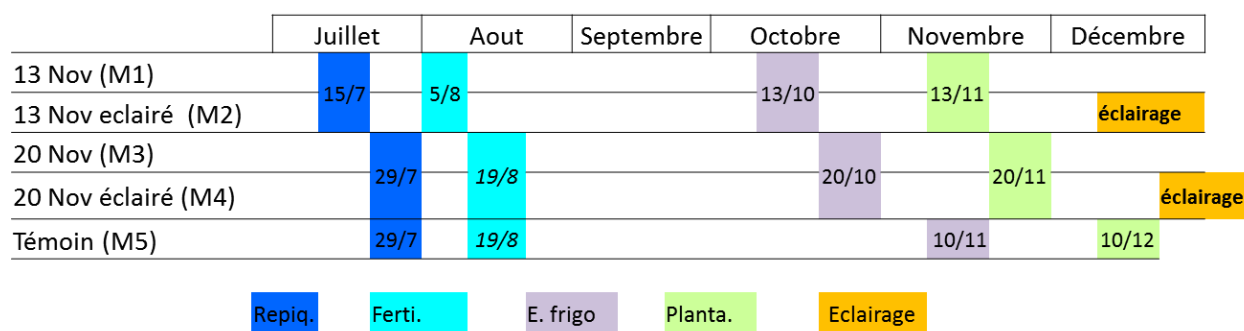 Juillet Aout Septembre Octobre Novembre Décembre
13 Nov (M1)
15/7 5/8 13/10 13/11
13 Nov eclairé (M2) éclairage
20 Nov (M3)
29/7 19/8 20/10 20/11
20 Nov éclairé (M4) éclairage
Témoin (M5) 29/7 19/8 10/11 10/12
Repiq. Ferti. E. frigo Planta. Eclairage